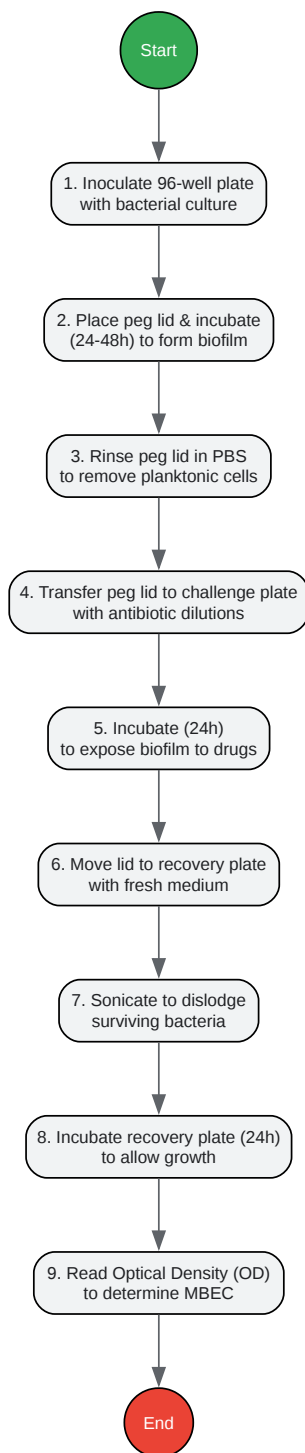 Start
1. Inoculate 96-well plate
with bacterial culture
2. Place peg lid & incubate
(24-48h) to form biofilm
3. Rinse peg lid in PBS
to remove planktonic cells
4. Transfer peg lid to challenge plate
with antibiotic dilutions
5. Incubate (24h)
to expose biofilm to drugs
6. Move lid to recovery plate
with fresh medium
7. Sonicate to dislodge
surviving bacteria
8. Incubate recovery plate (24h)
to allow growth
9. Read Optical Density (OD)
to determine MBEC
End